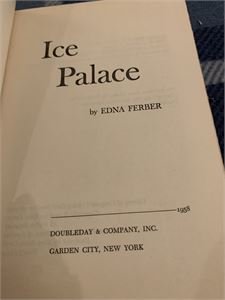 Ice
Palace
by EDNA FERBER
1958
DOUBLEDAY & COMPANY, INC.
GARDEN CITY, NEW YORK